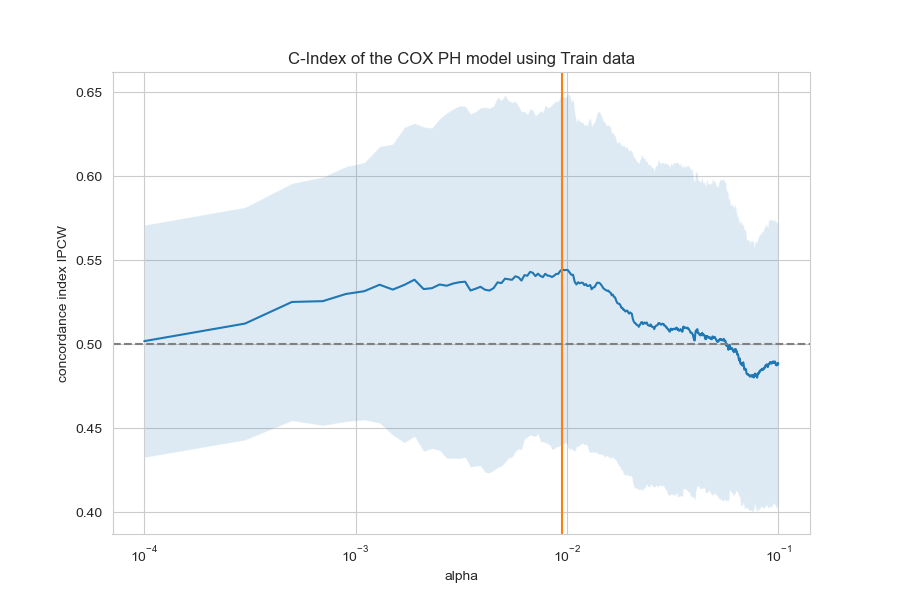 C-Index of the COX PH model using Train data
concordance index IPCW
0.65
0.60
0.55
0.50
0.45
0.40
10⁻⁴ 10⁻³ 10⁻² 10⁻¹
alpha